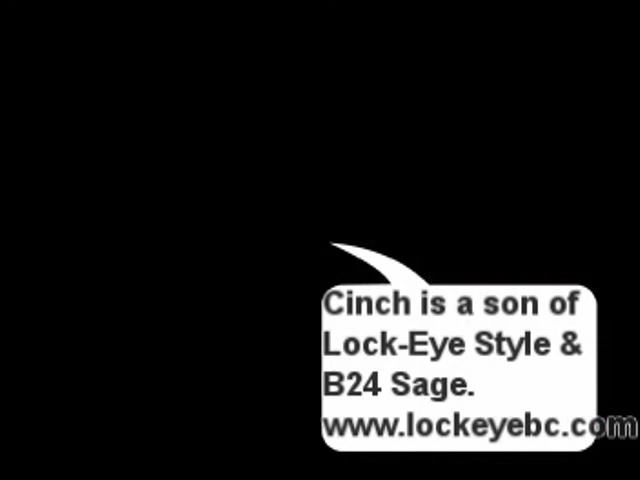 Cinch is a son of
Lock-Eye Style &
B24 Sage.
www.lockeyebc.com